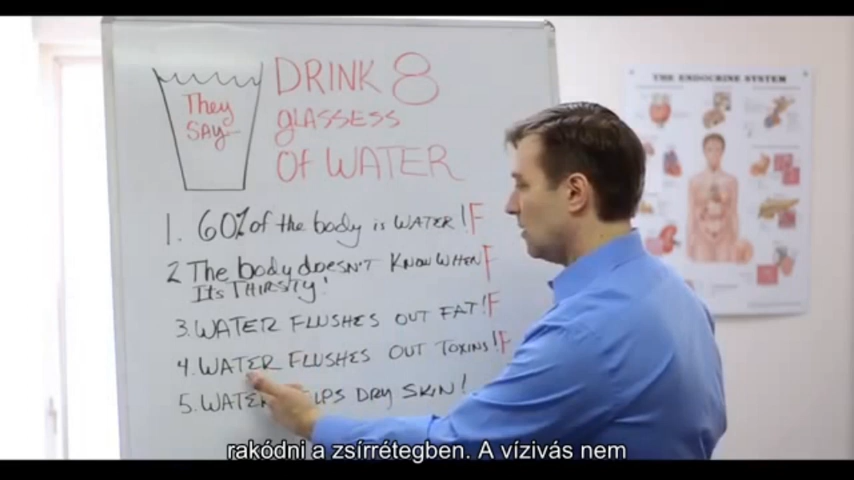 They
SAY-
DRINK 8
glASSESS
Of WATER
1. 60% of the body is WATER! F
2 The body doesn't KNOW WHEN F
It's THIRSTY!
3. WATER FLUSHES OUT FAT! F
4. WATER FLUSHES OUT TOXINS! F
5. WATER DRY SKIN!
THE ENDOCRINE SYSTEM
rakódni a zsírrétegben. A vízivás nem